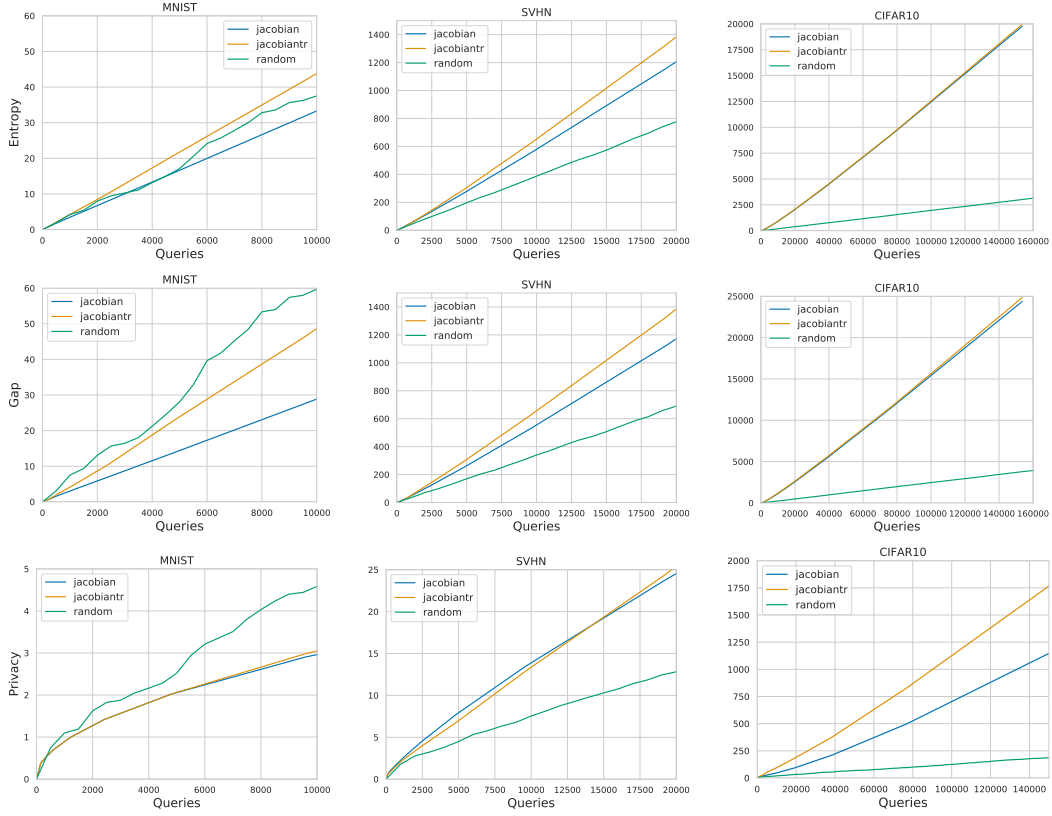 MNIST
Entropy
60
50
40
30
20
10
0
jacobian
jacobiantr
random
0 2000 4000 6000 8000 10000
Queries
SVHN
1400
1200
1000
800
600
400
200
0
jacobian
jacobiantr
random
0 2500 5000 7500 10000 12500 15000 17500 20000
Queries
CIFAR10
20000
17500
15000
12500
10000
7500
5000
2500
0
jacobian
jacobiantr
random
0 20000 40000 60000 80000 100000 120000 140000 160000
Queries
MNIST
Gap
60
50
40
30
20
10
0
jacobian
jacobiantr
random
0 2000 4000 6000 8000 10000
Queries
SVHN
1400
1200
1000
800
600
400
200
0
jacobian
jacobiantr
random
0 2500 5000 7500 10000 12500 15000 17500 20000
Queries
CIFAR10
25000
20000
15000
10000
5000
0
jacobian
jacobiantr
random
0 20000 40000 60000 80000 100000 120000 140000 160000
Queries
MNIST
Privacy
5
4
3
2
1
0
jacobian
jacobiantr
random
0 2000 4000 6000 8000 10000
Queries
SVHN
25
20
15
10
5
0
jacobian
jacobiantr
random
0 2500 5000 7500 10000 12500 15000 17500 20000
Queries
CIFAR10
2000
1750
1500
1250
1000
750
500
250
0
jacobian
jacobiantr
random
0 20000 40000 60000 80000 100000 120000 140000
Queries